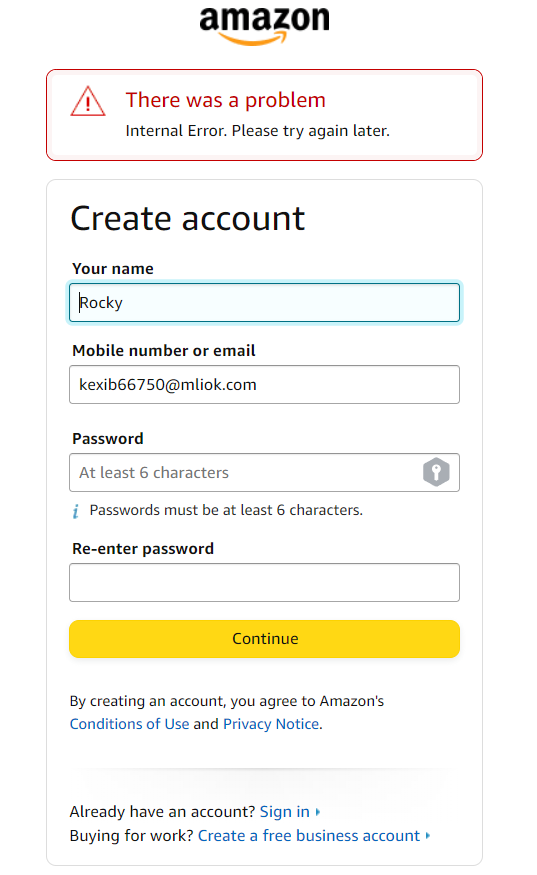 amazon
There was a problem
Internal Error. Please try again later.
Create account
Your name
Rocky
Mobile number or email
kexib66750@mliok.com
Password
At least 6 characters
i Passwords must be at least 6 characters.
Re-enter password
Continue
By creating an account, you agree to Amazon's
Conditions of Use and Privacy Notice.
Already have an account? Sign in
Buying for work? Create a free business account